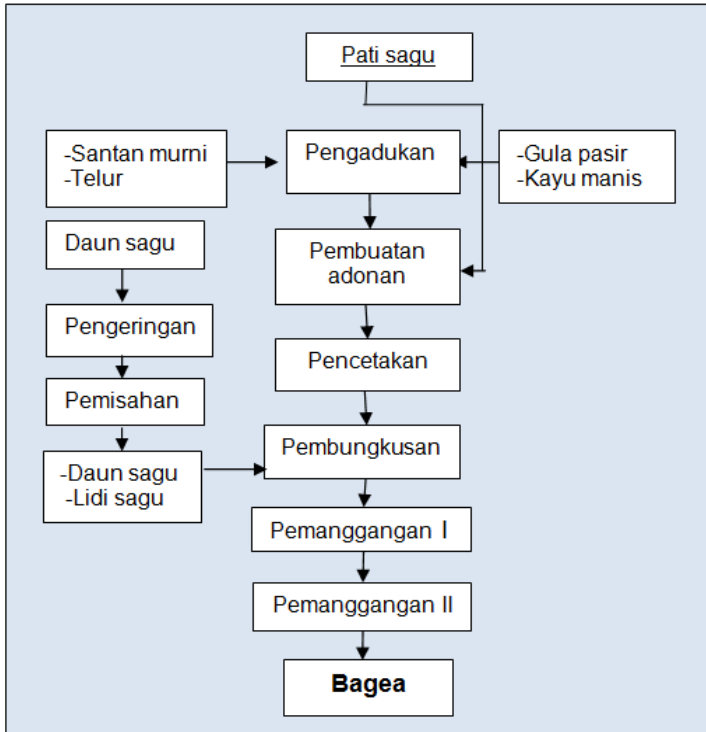 Pati sagu
-Santan murni
-Telur
Pengadukan
-Gula pasir
-Kayu manis
Daun sagu
Pembuatan
adonan
Pengeringan
Pencetakan
Pemisahan
Pembungkusan
-Daun sagu
-Lidi sagu
Pemanggangan I
Pemanggangan II
Bagea